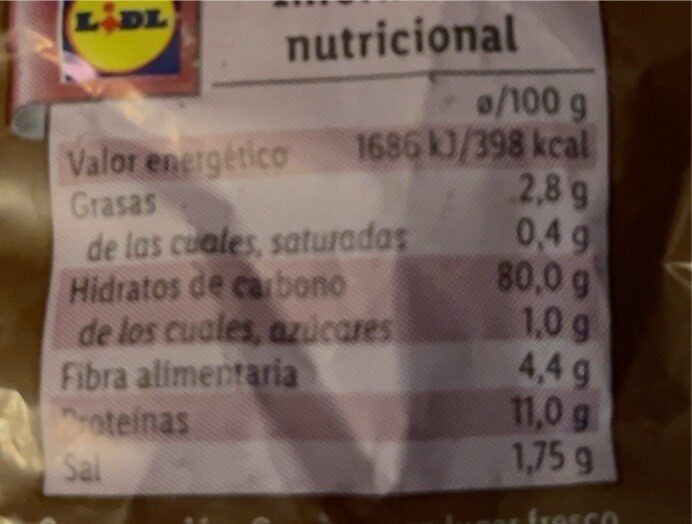 LIDL
nutricional
ø/100 g
Valor energético 1686 kJ/398 kcal
Grasas 2,8 g
de las cuales, saturadas 0,4 g
Hidratos de carbono 80,0 g
de los cuales, azúcares 1,0 g
Fibra alimentaria 4,4 g
Proteínas 11,0 g
Sal 1,75 g
fresco